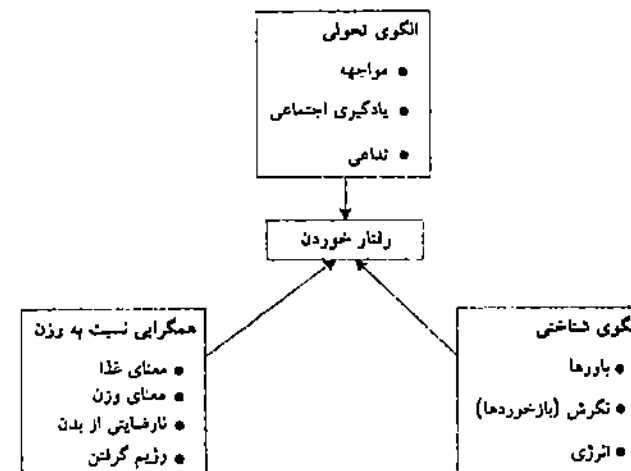 الگوی تحولی
● مواجهه
● یادگیری اجتماعی
● تداعی
رفتار خوردن
همگرایی نسبت به وزن
● معنای غذا
● معنای وزن
● نارضایتی از بدن
● رژیم گرفتن
گوی شناختی
● باورها
● نگرش (بازخوردها)
● انرژی